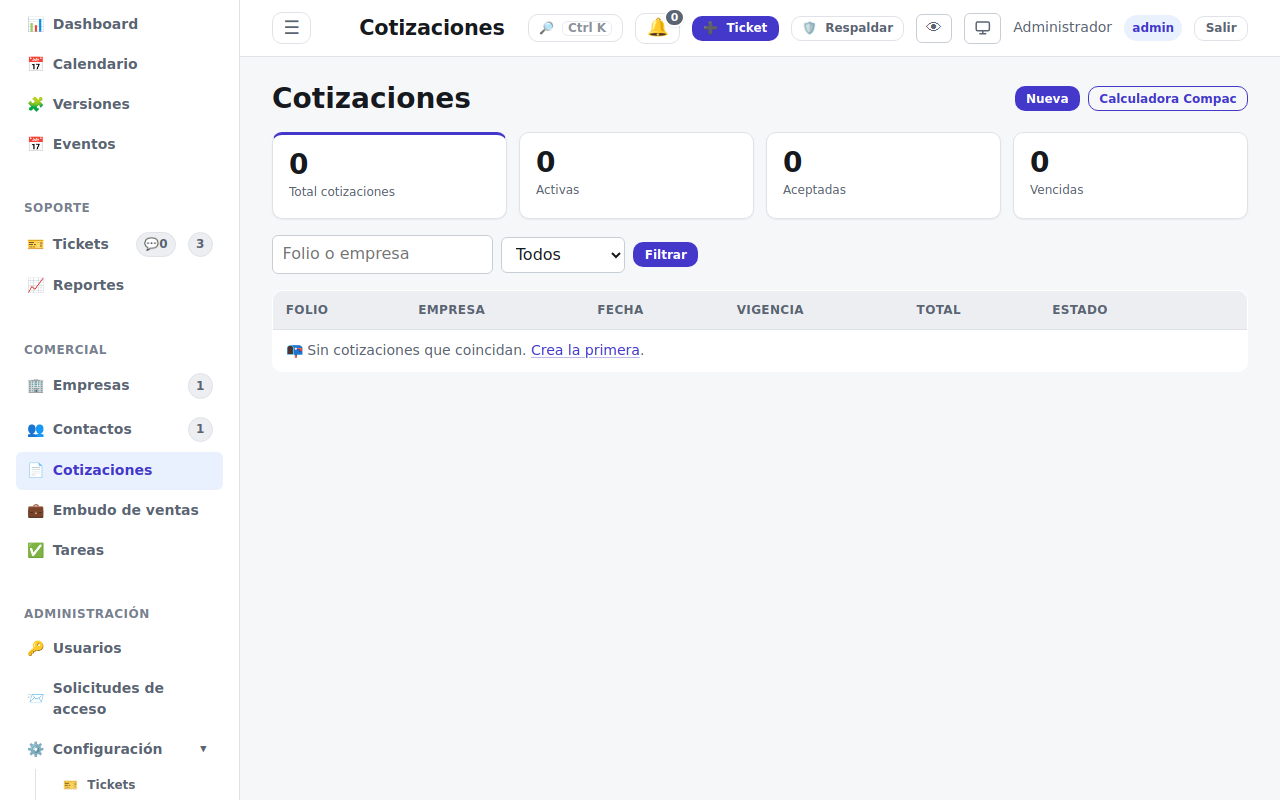 Dashboard
Calendario
Versiones
Eventos
SOPORTE
Tickets 0 3
Reportes
COMERCIAL
Empresas 1
Contactos 1
Cotizaciones
Embudo de ventas
Tareas
ADMINISTRACIÓN
Usuarios
Solicitudes de
acceso
Configuración
Tickets
Cotizaciones Ctrl K 0 Ticket Respaldar Administrador admin Salir
Cotizaciones
Nueva Calculadora Compac
0
Total cotizaciones
0
Activas
0
Aceptadas
0
Vencidas
Folio o empresa Todos Filtrar
FOLIO EMPRESA FECHA VIGENCIA TOTAL ESTADO
Sin cotizaciones que coincidan. Crea la primera.